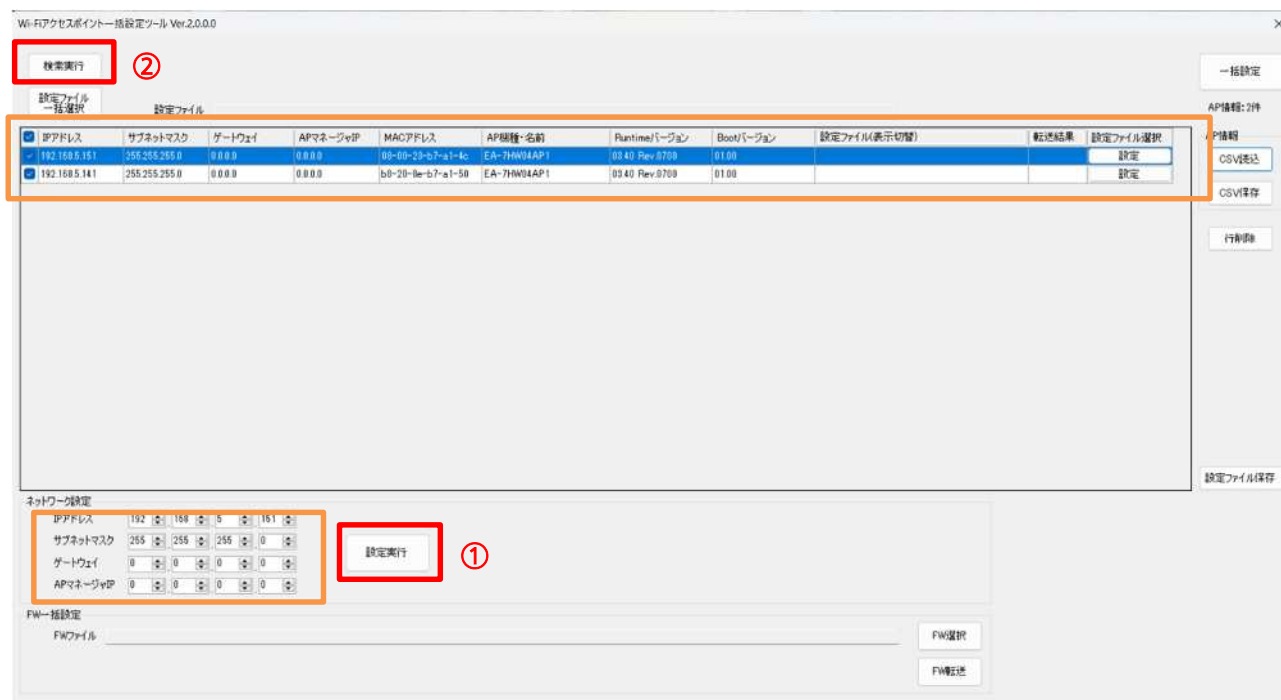 Wi-Fiアクセスポイント一括設定ツール Ver.2.0.0.0
×
検索実行
②
一括設定
設定ファイル
一括選択
設定ファイル
AP情報:2件
IPアドレス サブネットマスク ゲートウェイ APマネージャIP MACアドレス AP機種・名前 Runtimeバージョン Bootバージョン 設定ファイル(表示切替) 転送結果 設定ファイル選択
AP情報
192.168.5.151 255.255.255.0 0.0.0.0 0.0.0.0 EA-7HW04AP1 03.40 Rev.0700 01.00 設定
CSV読込
192.168.5.141 255.255.255.0 0.0.0.0 0.0.0.0 EA-7HW04AP1 03.40 Rev.0700 01.00 設定
CSV保存
行削除
設定ファイル保存
ネットワーク設定
IPアドレス 192 168 5 151
サブネットマスク 255 255 255 0
設定実行
①
ゲートウェイ 0 0 0 0
APマネージャIP 0 0 0 0
FW一括設定
FWファイル
FW選択
FW転送